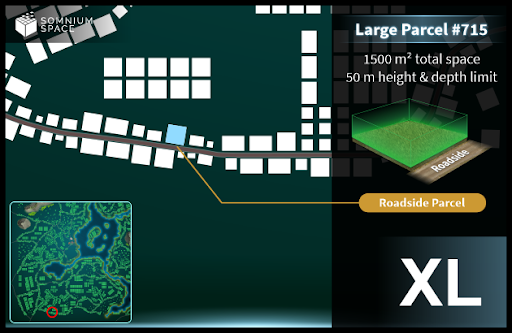 SOMNIUM
SPACE
Large Parcel #715
1500 m² total space
50 m height & depth limit
Roadside
Roadside Parcel
XL